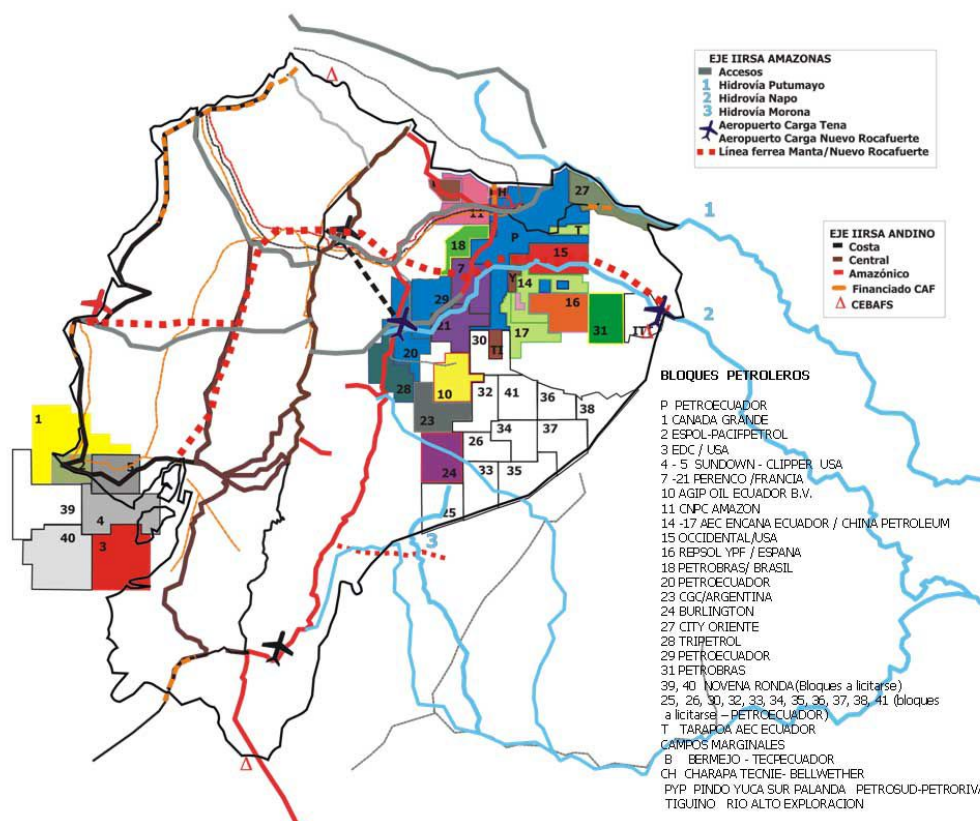 EJE IIRSA AMAZONAS
Accesos
1 Hidrovía Putumayo
2 Hidrovía Napo
3 Hidrovía Morona
Aeropuerto Carga Tena
Aeropuerto Carga Nuevo Rocafuerte
Línea ferrea Manta/Nuevo Rocafuerte
EJE IIRSA ANDINO
Costa
Central
Amazónico
Financiado CAF
CEBAFS
1
2
3
H
11
27
P
T
18
7
15
Y
14
29
16
21
17
31
IT
30
TI
20
28
10
32
41
36
38
23
34
37
26
24
33
35
25
1
5
39
4
40
3
BLOQUES PETROLEROS
P PETROECUADOR
1 CANADA GRANDE
2 ESPOL-PACIFPETROL
3 EDC / USA
4 - 5 SUNDOWN - CLIPPER USA
7 -21 PERENCO /FRANCIA
10 AGIP OIL ECUADOR B.V.
11 CNPC AMAZON
14 -17 AEC ENCANA ECUADOR / CHINA PETROLEUM
15 OCCIDENTAL/USA
16 REPSOL YPF / ESPANA
18 PETROBRAS/ BRASIL
20 PETROECUADOR
23 CGC/ARGENTINA
24 BURLINGTON
27 CITY ORIENTE
28 TRIPETROL
29 PETROECUADOR
31 PETROBRAS
39, 40 NOVENA RONDA(Bloques a licitarse)
25, 26, 30, 32, 33, 34, 35, 36, 37, 38, 41 (bloques
a licitarse – PETROECUADOR)
T TARAPOA AEC ECUADOR
CAMPOS MARGINALES
B BERMEJO - TECPECUADOR
CH CHARAPA TECNIE- BELLWETHER
PYP PINDO YUCA SUR PALANDA PETROSUD-PETRORIVA
TIGUINO RIO ALTO EXPLORACION